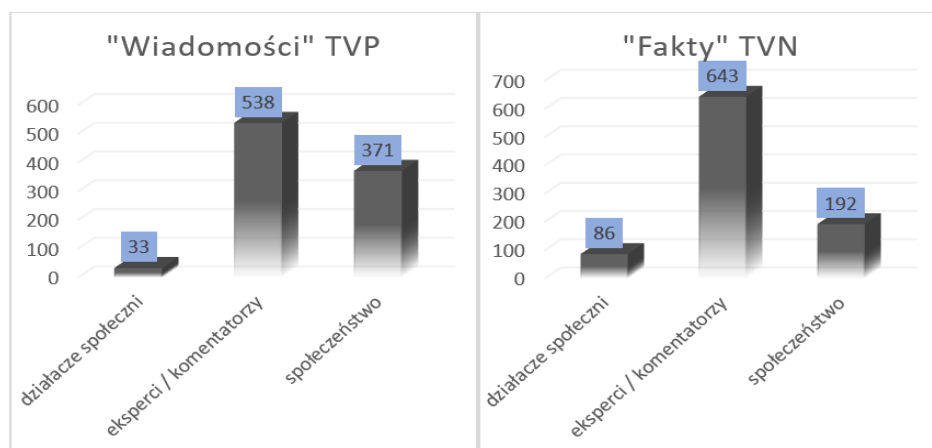 "Wiadomości" TVP
600
500
400
300
200
100
0
33
538
371
działacze społeczni
eksperci / komentatorzy
społeczeństwo
"Fakty" TVN
700
600
500
400
300
200
100
0
86
643
192
działacze społeczni
eksperci / komentatorzy
społeczeństwo